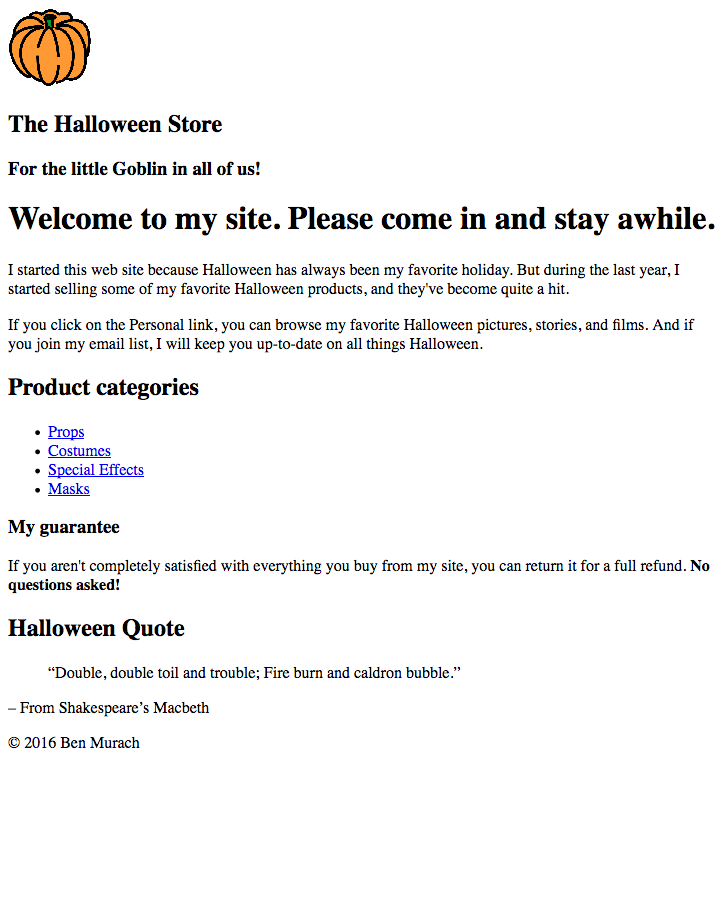 The Halloween Store
For the little Goblin in all of us!
Welcome to my site. Please come in and stay awhile.
I started this web site because Halloween has always been my favorite holiday. But during the last year, I
started selling some of my favorite Halloween products, and they've become quite a hit.
If you click on the Personal link, you can browse my favorite Halloween pictures, stories, and films. And if
you join my email list, I will keep you up-to-date on all things Halloween.
Product categories
• Props
• Costumes
• Special Effects
• Masks
My guarantee
If you aren't completely satisfied with everything you buy from my site, you can return it for a full refund. No
questions asked!
Halloween Quote
“Double, double toil and trouble; Fire burn and caldron bubble.”
– From Shakespeare’s Macbeth
© 2016 Ben Murach